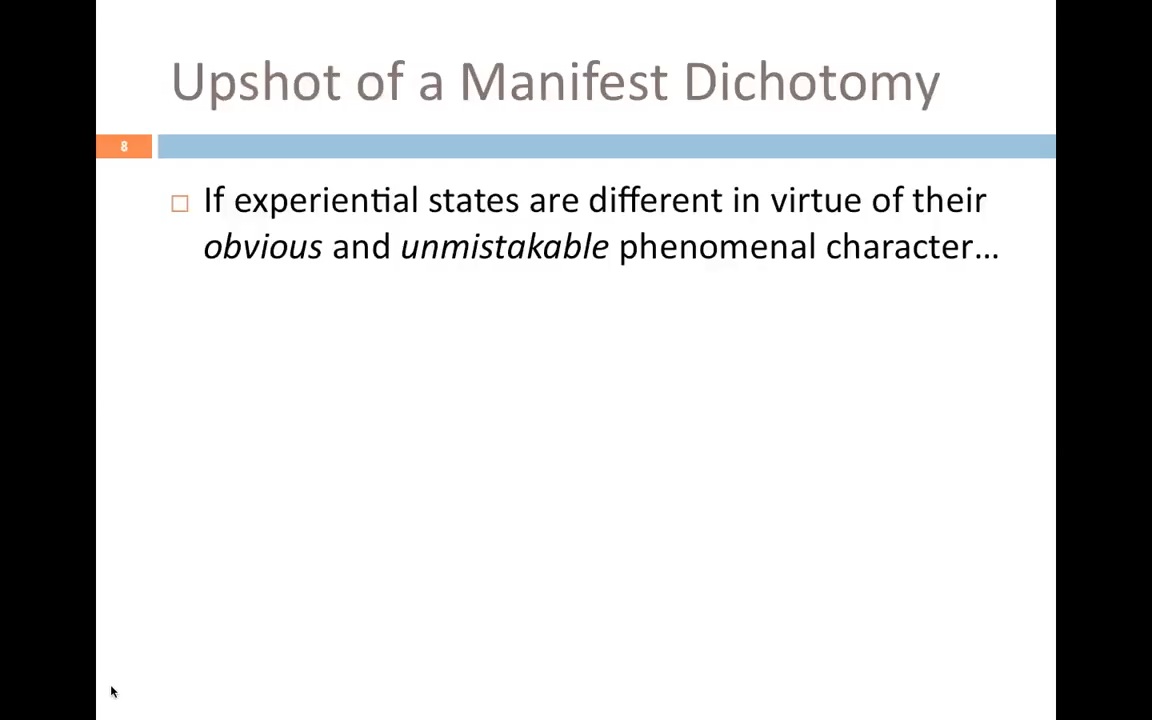 Upshot of a Manifest Dichotomy
8
If experiential states are different in virtue of their
obvious and unmistakable phenomenal character…